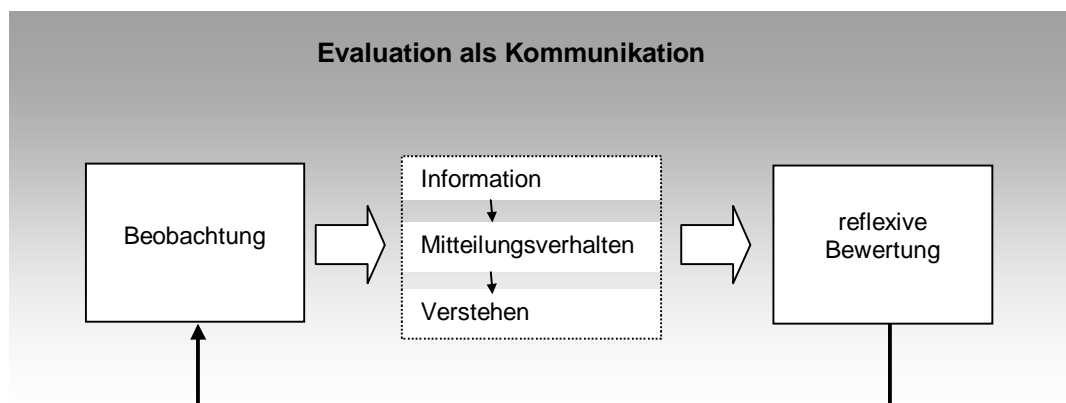 Evaluation als Kommunikation
Beobachtung
Information
Mitteilungsverhalten
Verstehen
reflexive
Bewertung